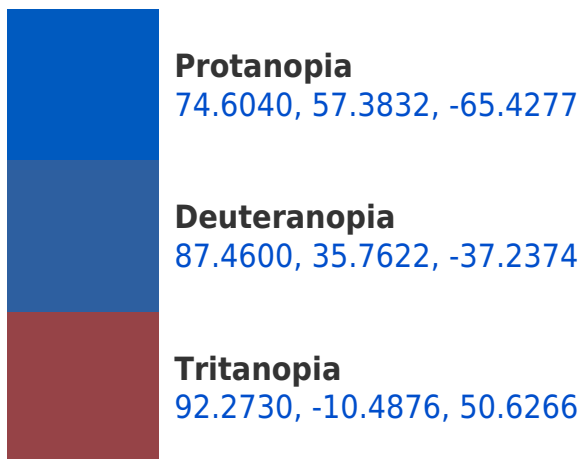 Protanopia
74.6040, 57.3832, -65.4277
Deuteranopia
87.4600, 35.7622, -37.2374
Tritanopia
92.2730, -10.4876, 50.6266